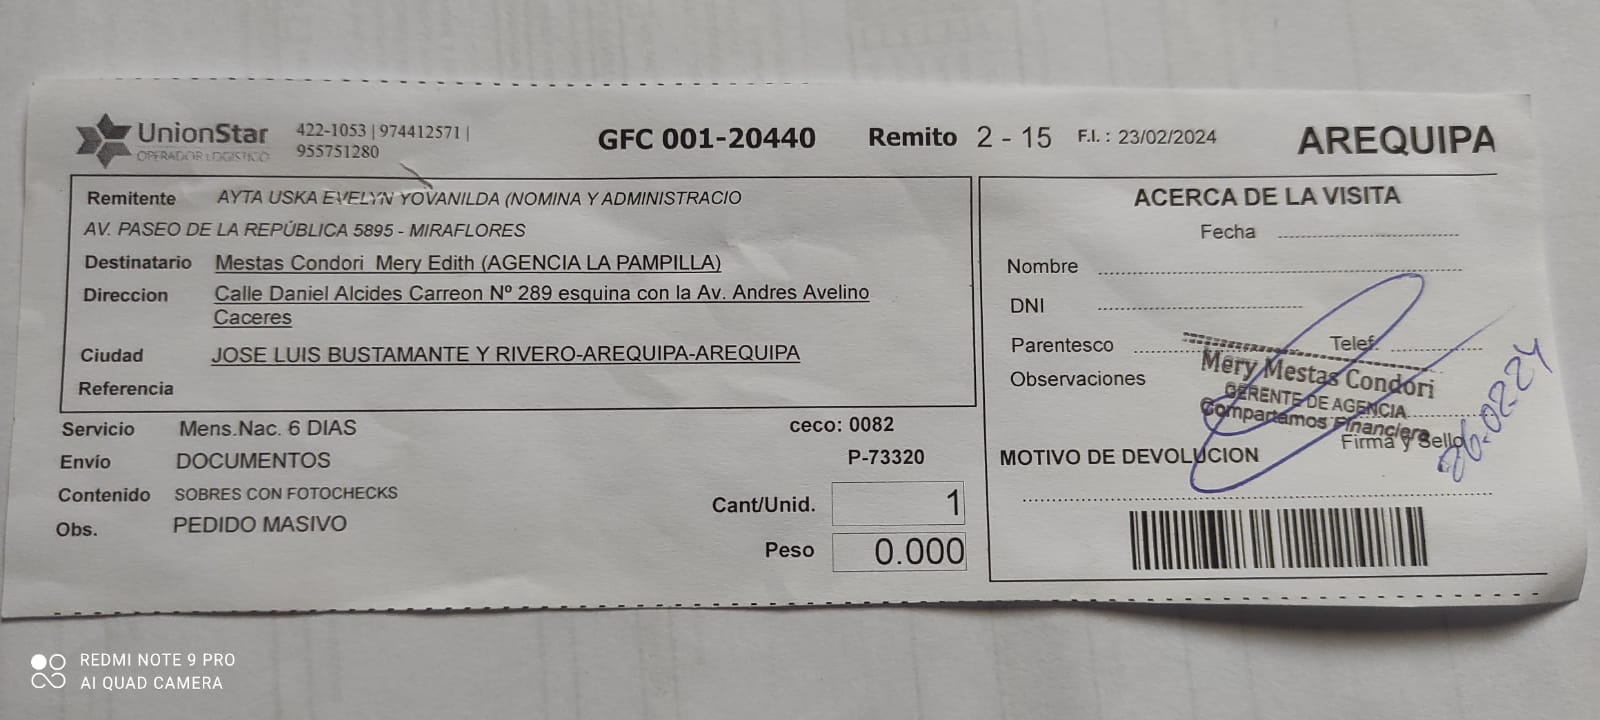 UnionStar
OPERADOR LOGISTICO
422-1053 | 974412571 |
955751280
GFC 001-20440
Remito 2 - 15
F.I. : 23/02/2024
AREQUIPA
Remitente AYTA USKA EVELYN YOVANILDA (NOMINA Y ADMINISTRACIO
AV. PASEO DE LA REPÚBLICA 5895 - MIRAFLORES
Destinatario Mestas Condori Mery Edith (AGENCIA LA PAMPILLA)
Direccion Calle Daniel Alcides Carreon Nº 289 esquina con la Av. Andres Avelino
Caceres
Ciudad JOSE LUIS BUSTAMANTE Y RIVERO-AREQUIPA-AREQUIPA
Referencia
Servicio Mens.Nac. 6 DIAS
ceco: 0082
Envío DOCUMENTOS
P-73320
Contenido SOBRES CON FOTOCHECKS
Cant/Unid. 1
Obs. PEDIDO MASIVO
Peso 0.000
ACERCA DE LA VISITA
Fecha
Nombre
DNI
Parentesco
Telef.
Observaciones
Mery Mestas Condori
GERENTE DE AGENCIA
Compartamos Financiera
Firma y Sello
26.02.24
MOTIVO DE DEVOLUCION
REDMI NOTE 9 PRO
AI QUAD CAMERA